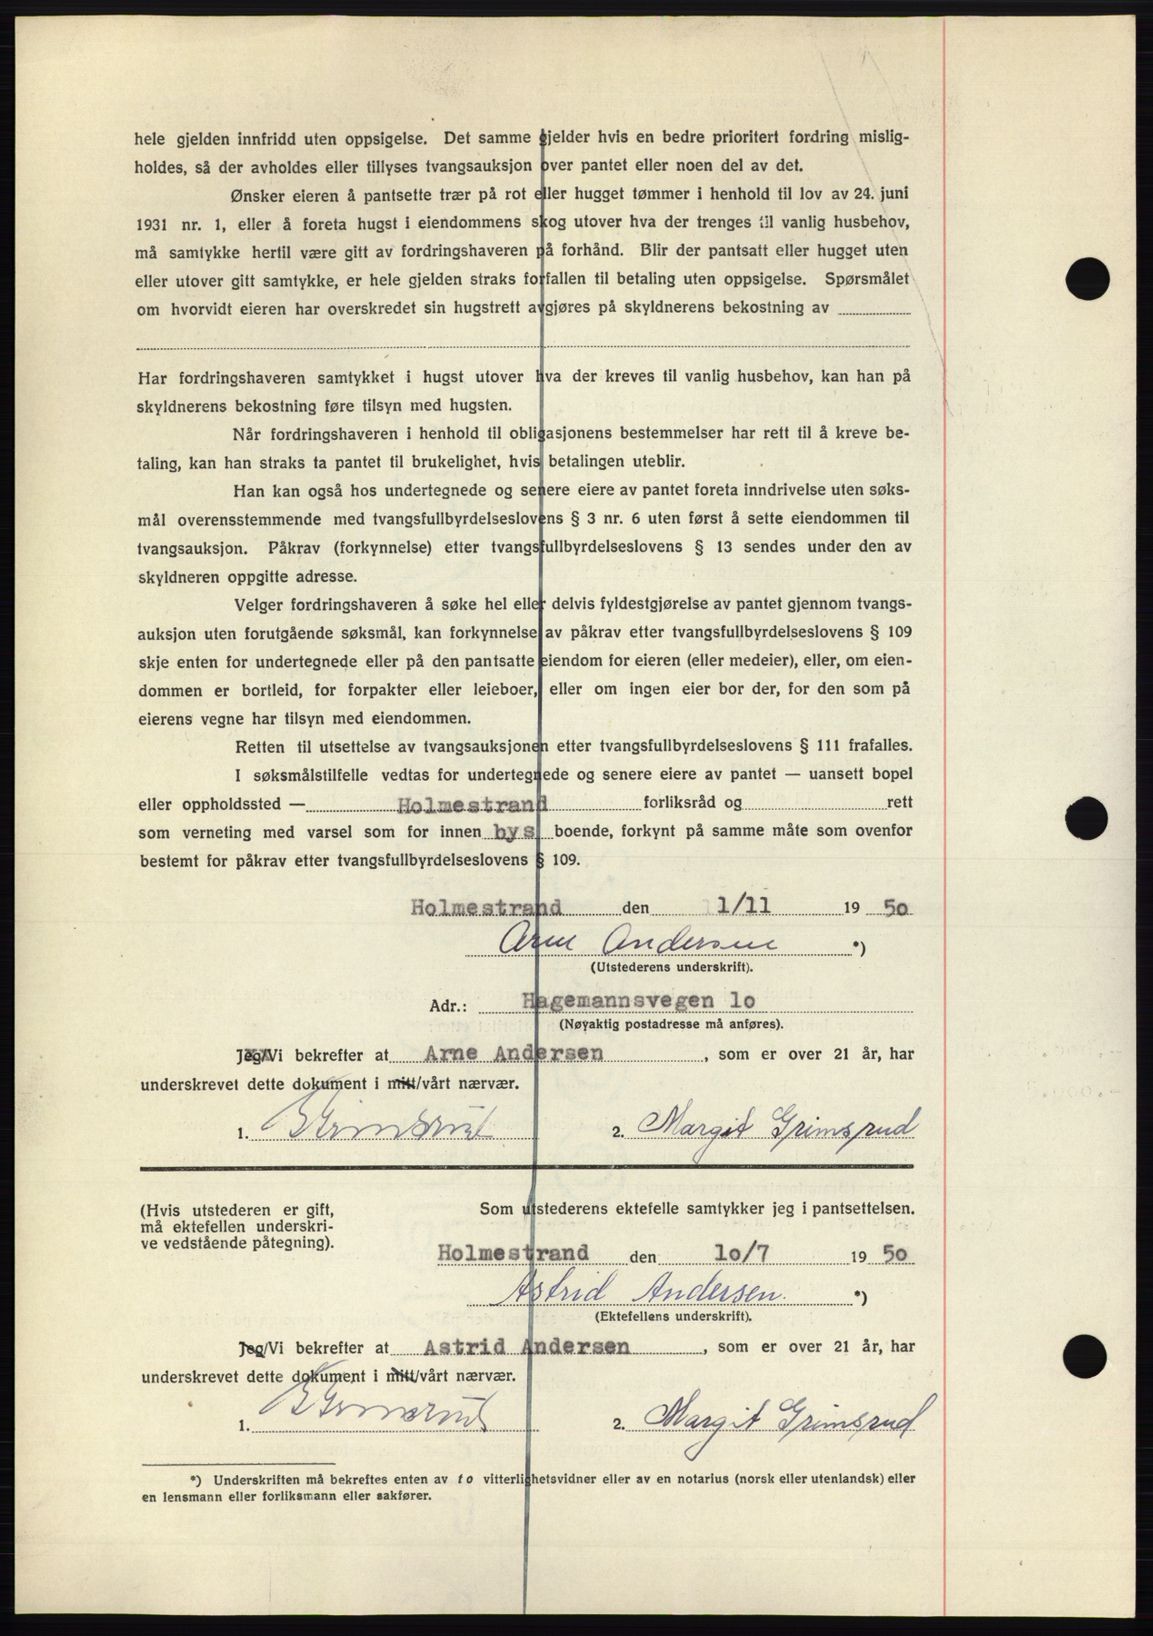 hele gjelden innfridd uten oppsigelse. Det samme gjelder hvis en bedre prioritert fordring mislig-
holdes, så der avholdes eller tillyses tvangsauksjon over pantet eller noen del av det.
Ønsker eieren å pantsette trær på rot eller hugget tømmer i henhold til lov av 24. juni
1931 nr. 1, eller å foreta hugst i eiendommens skog utover hva der trenges til vanlig husbehov,
må samtykke hertil være gitt av fordringshaveren på forhånd. Blir der pantsatt eller hugget uten
eller utover gitt samtykke, er hele gjelden straks forfallen til betaling uten oppsigelse. Spørsmålet
om hvorvidt eieren har overskredet sin hugstrett avgjøres på skyldnerens bekostning av
Har fordringshaveren samtykket i hugst utover hva der kreves til vanlig husbehov, kan han på
skyldnerens bekostning føre tilsyn med hugsten.
Når fordringshaveren i henhold til obligasjonens bestemmelser har rett til å kreve be-
taling, kan han straks ta pantet til brukelighet, hvis betalingen uteblir.
Han kan også hos undertegnede og senere eiere av pantet foreta inndrivelse uten søks-
mål overensstemmende med tvangsfullbyrdelseslovens § 3 nr. 6 uten først å sette eiendommen til
tvangsauksjon. Påkrav (forkynnelse) etter tvangsfullbyrdelseslovens § 13 sendes under den av
skyldneren oppgitte adresse.
Velger fordringshaveren å søke hel eller delvis fyldestgjørelse av pantet gjennom tvangs-
auksjon uten forutgående søksmål, kan forkynnelse av påkrav etter tvangsfullbyrdelseslovens § 109
skje enten for undertegnede eller på den pantsatte eiendom for eieren (eller medeier), eller, om eien-
dommen er bortleid, for forpakter eller leieboer, eller om ingen eier bor der, for den som på
eierens vegne har tilsyn med eiendommen.
Retten til utsettelse av tvangsauksjonen etter tvangsfullbyrdelseslovens § 111 frafalles.
I søksmålstilfelle vedtas for undertegnede og senere eiere av pantet — uansett bopel
eller oppholdssted — Holmestrand forliksråd og rett
som verneting med varsel som for innen bys boende, forkynt på samme måte som ovenfor
bestemt for påkrav etter tvangsfullbyrdelseslovens § 109.
Holmestrand den 1/11 19 50
Arne Andersen *)
(Utstederens underskrift).
Adr.: Hagemannsvegen 10
(Nøyaktig postadresse må anføres).
Jeg/Vi bekrefter at Arne Andersen, som er over 21 år, har
underskrevet dette dokument i mitt/vårt nærvær.
1. EGrimsrud 2. Margit Grimsrud
(Hvis utstederen er gift,
må ektefellen underskri-
ve vedstående påtegning).
Som utstederens ektefelle samtykker jeg i pantsettelsen.
Holmestrand den 10/7 19 50
Astrid Andersen. *)
(Ektefellens underskrift).
Jeg/Vi bekrefter at Astrid Andersen, som er over 21 år, har
underskrevet dette dokument i mitt/vårt nærvær.
1. EGrimsrud 2. Margit Grimsrud
*) Underskriften må bekreftes enten av to vitterlighetsvidner eller av en notarius (norsk eller utenlandsk) eller
en lensmann eller forliksmann eller sakfører.